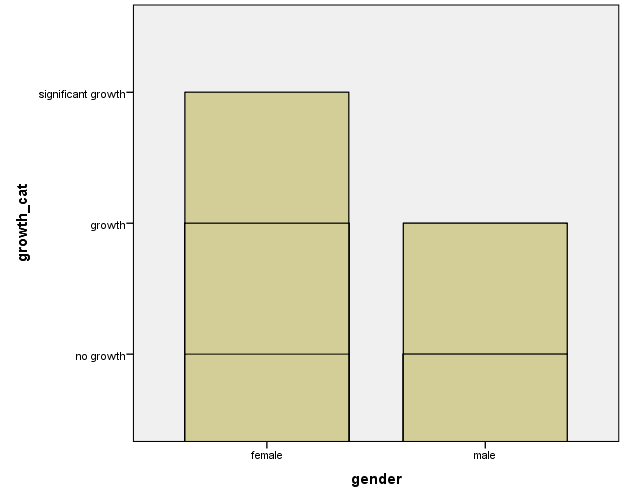 significant growth
growth_cat
growth
no growth
female
male
gender